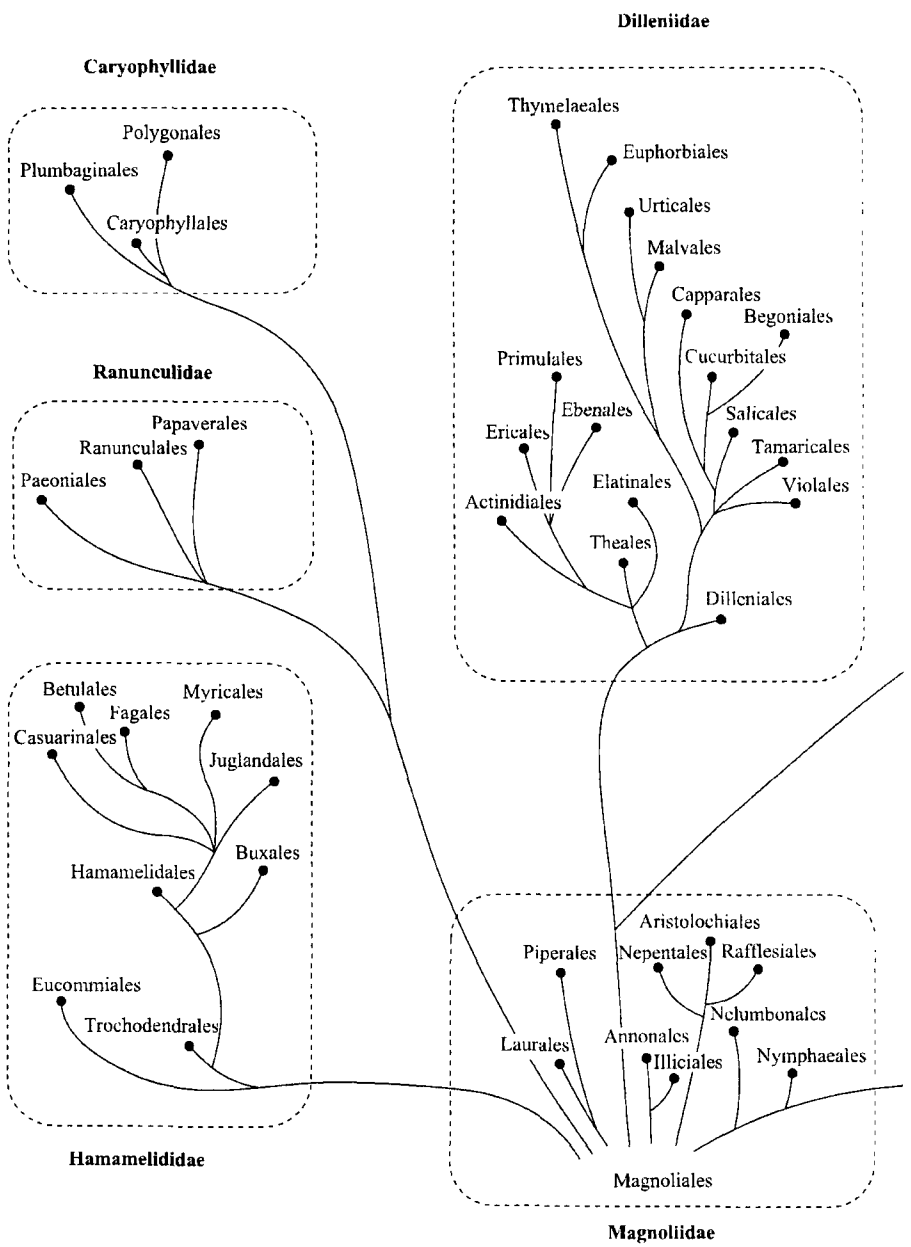 Dilleniidae
Caryophyllidae
Thymelaeales
Polygonales
Euphorbiales
Plumbaginales
Urticales
Caryophyllales
Malvales
Capparales
Begoniales
Primulales
Cucurbitales
Ranunculidae
Ebenales
Salicales
Papaverales
Ericales
Ranunculales
Tamaricales
Paeoniales
Elatinales
Violales
Actinidiales
Theales
Dilleniales
Betulales
Myricales
Fagales
Casuarinales
Juglandales
Buxales
Hamamelidales
Aristolochiales
Piperales
Nepentales
Rafflesiales
Eucommiales
Nelumbonales
Trochodendrales
Annonales
Laurales
Illiciales
Nymphaeales
Hamamelididae
Magnoliales
Magnoliidae